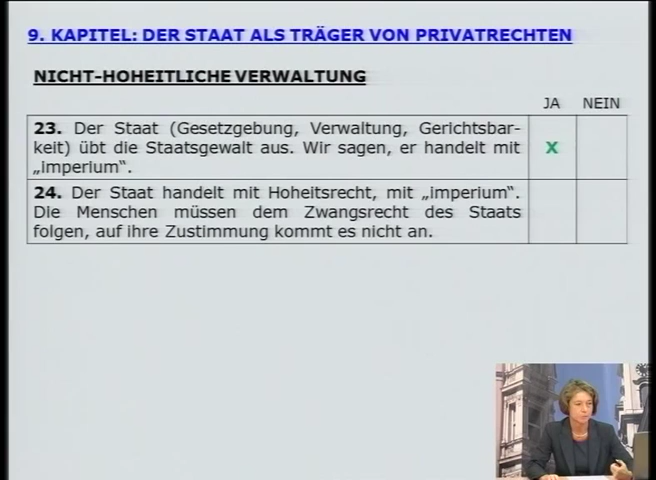 9. KAPITEL: DER STAAT ALS TRÄGER VON PRIVATRECHTEN
NICHT-HOHEITLICHE VERWALTUNG
JA NEIN
23. Der Staat (Gesetzgebung, Verwaltung, Gerichtsbar-
keit) übt die Staatsgewalt aus. Wir sagen, er handelt mit
„imperium“.
X
24. Der Staat handelt mit Hoheitsrecht, mit „imperium“.
Die Menschen müssen dem Zwangsrecht des Staats
folgen, auf ihre Zustimmung kommt es nicht an.